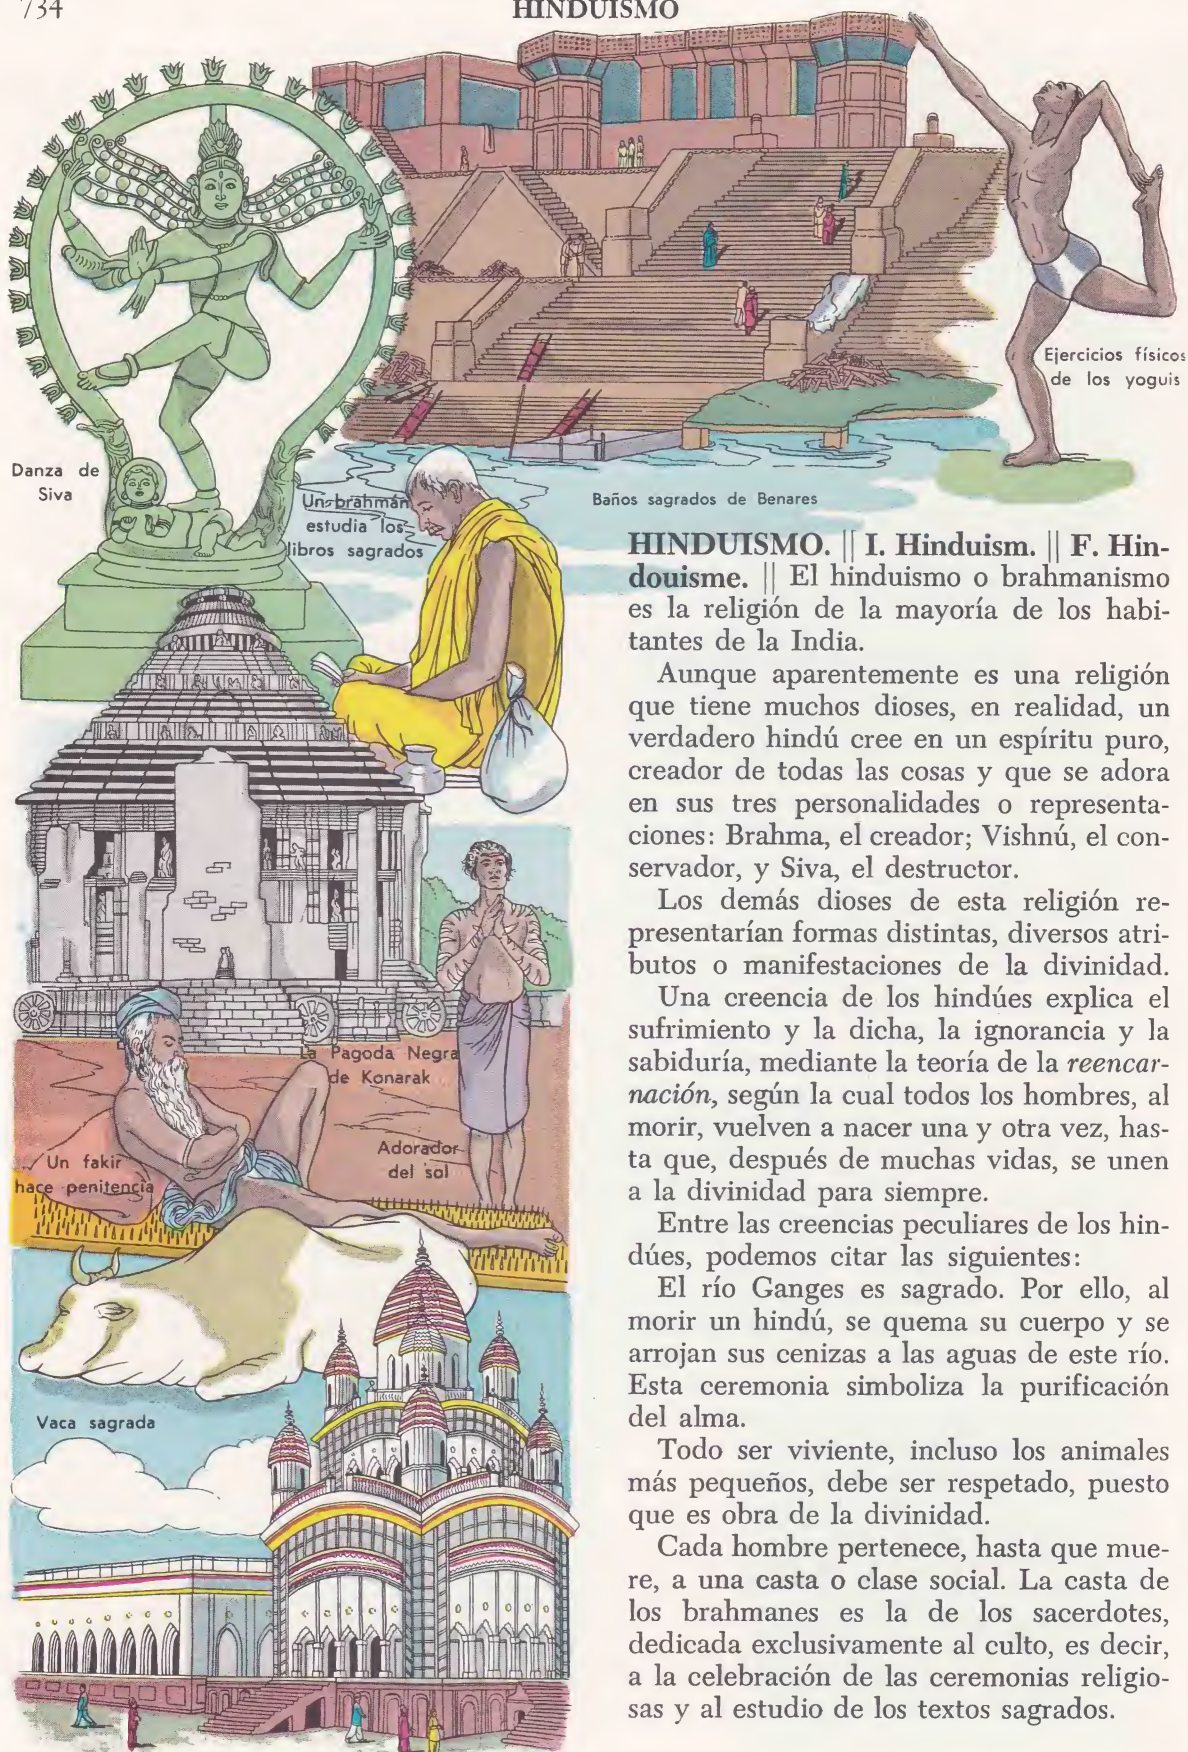 734
HINDUISMO
Ejercicios físicos
de los yoguis
Danza de
Siva
Un brahmán
estudia los
libros sagrados
Baños sagrados de Benares
HINDUISMO. || I. Hinduism. || F. Hin-
douisme. || El hinduismo o brahmanismo
es la religión de la mayoría de los habi-
tantes de la India.
Aunque aparentemente es una religión
que tiene muchos dioses, en realidad, un
verdadero hindú cree en un espíritu puro,
creador de todas las cosas y que se adora
en sus tres personalidades o representa-
ciones: Brahma, el creador; Vishnú, el con-
servador, y Siva, el destructor.
Los demás dioses de esta religión re-
presentarían formas distintas, diversos atri-
butos o manifestaciones de la divinidad.
Una creencia de los hindúes explica el
sufrimiento y la dicha, la ignorancia y la
sabiduría, mediante la teoría de la reencar-
nación, según la cual todos los hombres, al
morir, vuelven a nacer una y otra vez, has-
ta que, después de muchas vidas, se unen
a la divinidad para siempre.
Entre las creencias peculiares de los hin-
dúes, podemos citar las siguientes:
El río Ganges es sagrado. Por ello, al
morir un hindú, se quema su cuerpo y se
arrojan sus cenizas a las aguas de este río.
Esta ceremonia simboliza la purificación
del alma.
Todo ser viviente, incluso los animales
más pequeños, debe ser respetado, puesto
que es obra de la divinidad.
Cada hombre pertenece, hasta que mue-
re, a una casta o clase social. La casta de
los brahmanes es la de los sacerdotes,
dedicada exclusivamente al culto, es decir,
a la celebración de las ceremonias religio-
sas y al estudio de los textos sagrados.
La Pagoda Negra
de Konarak
Adorador
del sol
Un fakir
hace penitencia
Vaca sagrada